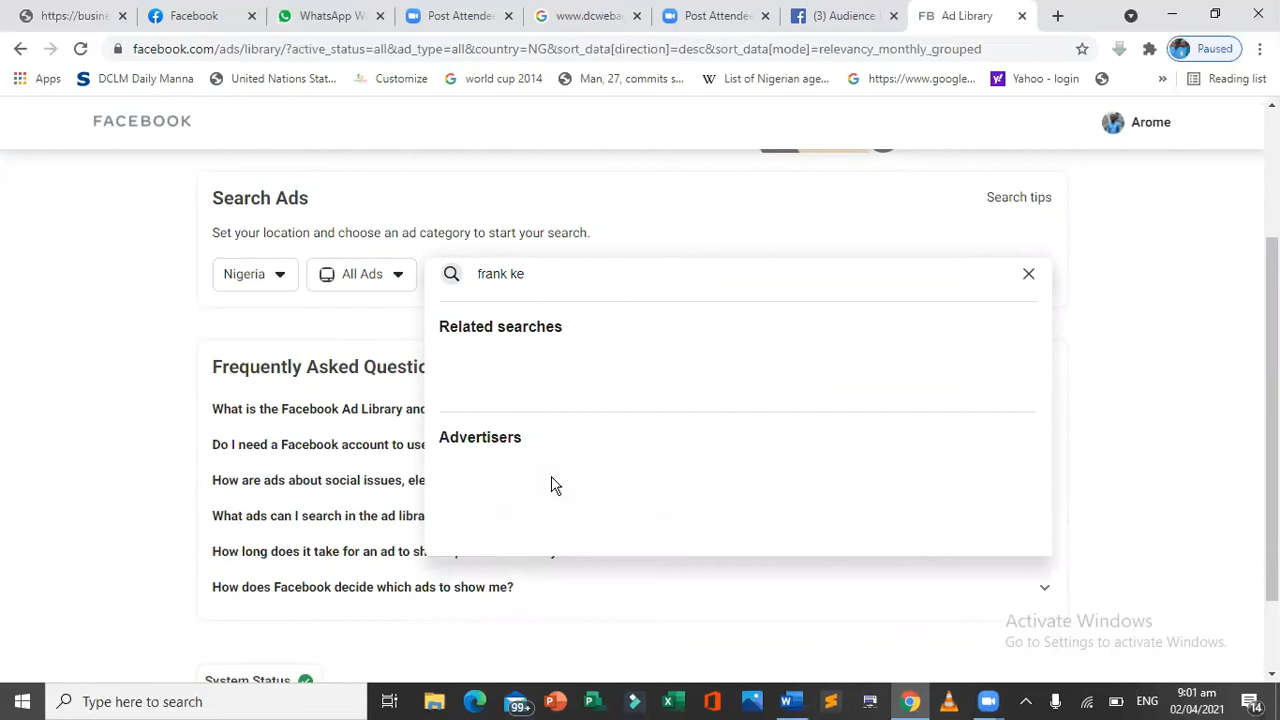 https://busine
Facebook
WhatsApp W
Post Attende
www.dcweba
Post Attende
(3) Audience
FB Ad Library
facebook.com/ads/library/?active_status=all&ad_type=all&country=NG&sort_data[direction]=desc&sort_data[mode]=relevancy_monthly_grouped
Paused
Apps
DCLM Daily Manna
United Nations Stat...
Customize
world cup 2014
Man, 27, commits s...
List of Nigerian age...
https://www.google...
Yahoo - login
»
Reading list
FACEBOOK
Arome
Search Ads
Search tips
Set your location and choose an ad category to start your search.
Nigeria
All Ads
frank ke
Related searches
Frequently Asked Questio
What is the Facebook Ad Library and
Advertisers
Do I need a Facebook account to use
How are ads about social issues, ele
What ads can I search in the ad libra
How long does it take for an ad to sh
How does Facebook decide which ads to show me?
Activate Windows
Go to Settings to activate Windows.
System Status
Type here to search
99+
ENG
9:01 am
02/04/2021
14